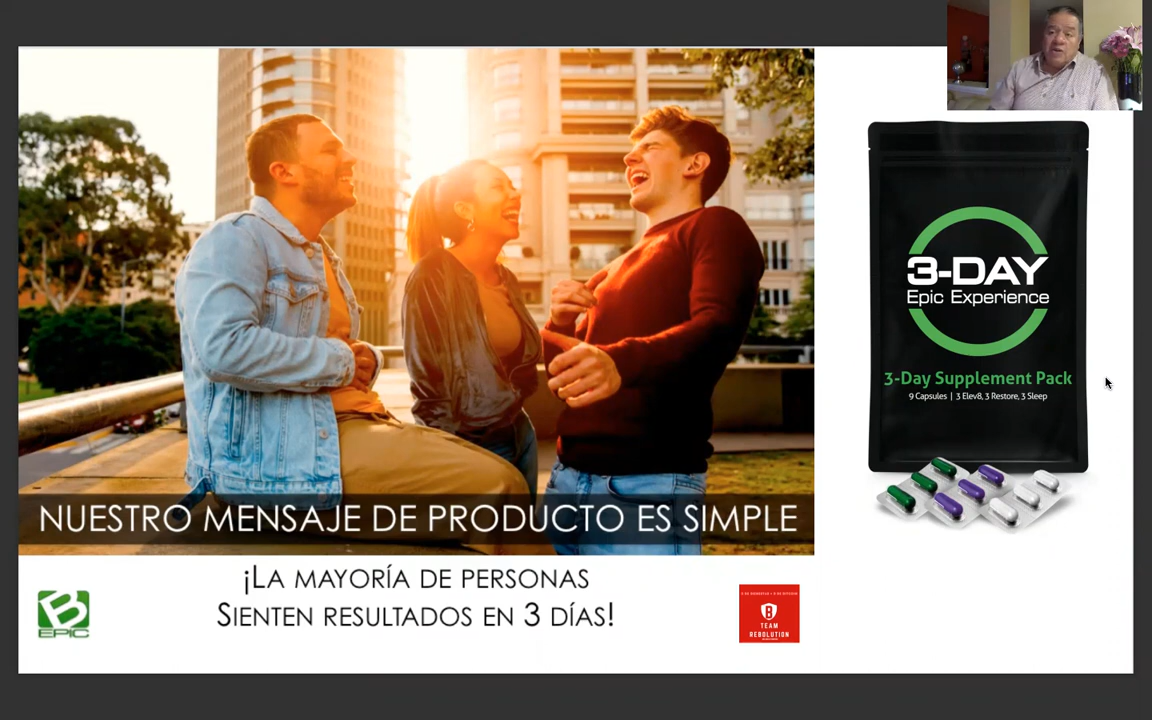 3-DAY
Epic Experience
3-Day Supplement Pack
9 Capsules | 3 Elev8, 3 Restore, 3 Sleep
NUESTRO MENSAJE DE PRODUCTO ES SIMPLE
¡LA MAYORÍA DE PERSONAS
SIENTEN RESULTADOS EN 3 DÍAS!
B
EPIC
TEAM
REBOLUTION